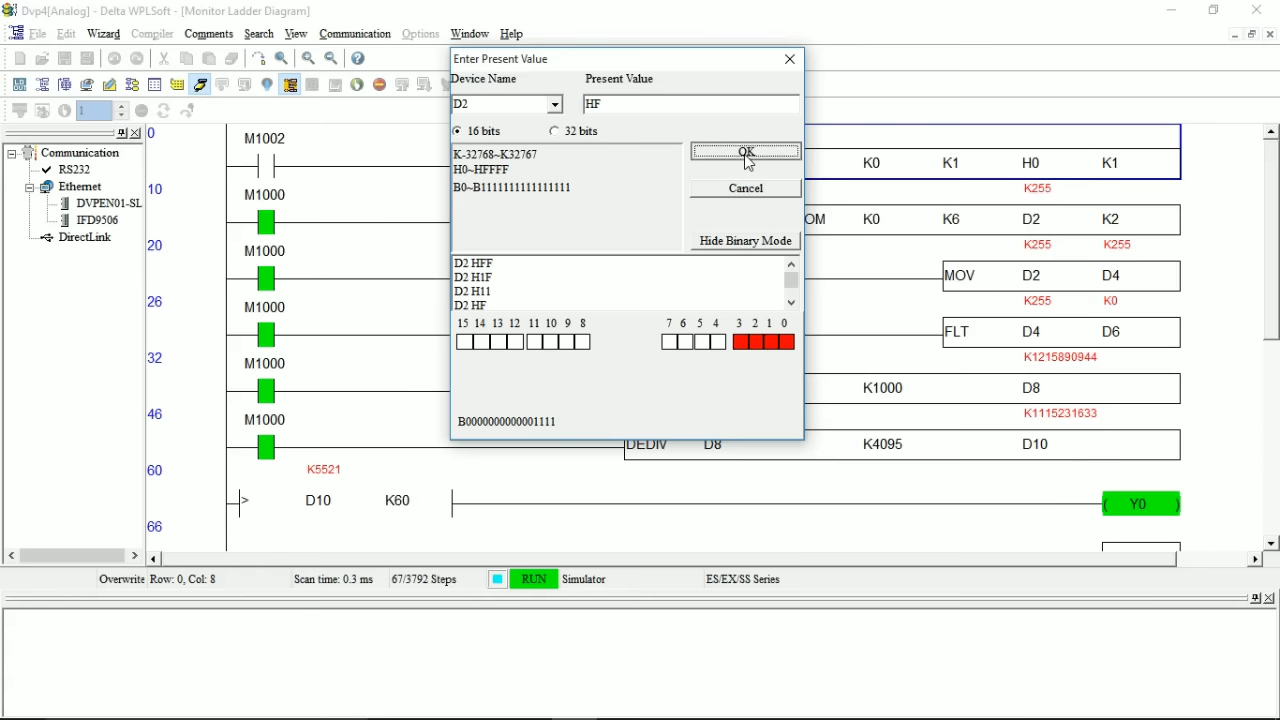 Dvp4[Analog] - Delta WPLSoft - [Monitor Ladder Diagram]
File Edit Wizard Compiler Comments Search View Communication Options Window Help
1
Communication
RS232
Ethernet
DVPEN01-SL
IFD9506
DirectLink
Enter Present Value
Device Name Present Value
D2 HF
16 bits 32 bits
K-32768~K32767
H0~HFFFF
B0~B1111111111111111
OK
Cancel
Hide Binary Mode
D2 HFF
D2 H1F
D2 H11
D2 HF
15 14 13 12 11 10 9 8 7 6 5 4 3 2 1 0
B0000000000001111
0 M1002 K0 K1 H0 K1
K255
10 M1000 OM K0 K6 D2 K2
K255 K255
20 M1000 MOV D2 D4
K255 K0
26 M1000 FLT D4 D6
K1215890944
32 M1000 K1000 D8
K1115231633
46 M1000 DEDIV D8 K4095 D10
60 K5521
> D10 K60 Y0
66
Overwrite Row: 0, Col: 8 Scan time: 0.3 ms 67/3792 Steps RUN Simulator ES/EX/SS Series